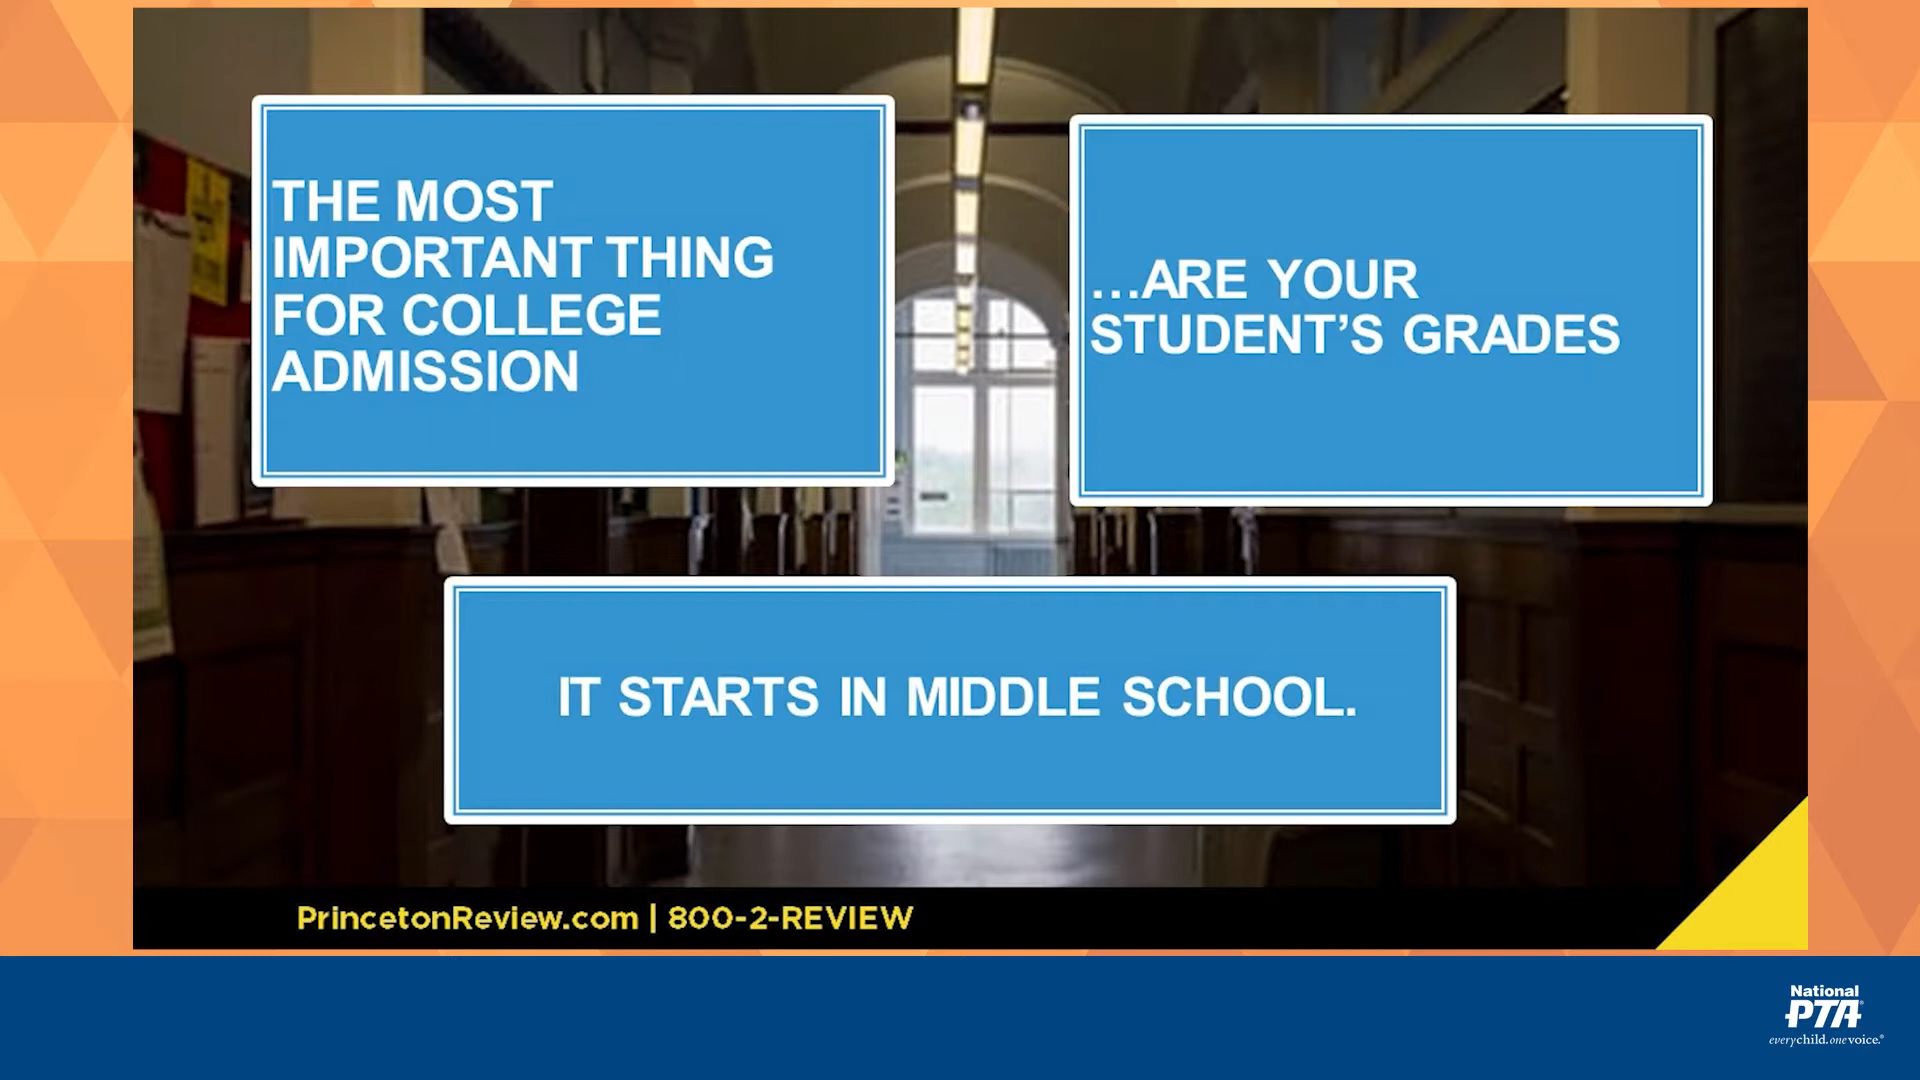 THE MOST
IMPORTANT THING
FOR COLLEGE
ADMISSION
…ARE YOUR
STUDENT’S GRADES
IT STARTS IN MIDDLE SCHOOL.
PrincetonReview.com | 800-2-REVIEW
National
PTA®
everychild.onevoice.®